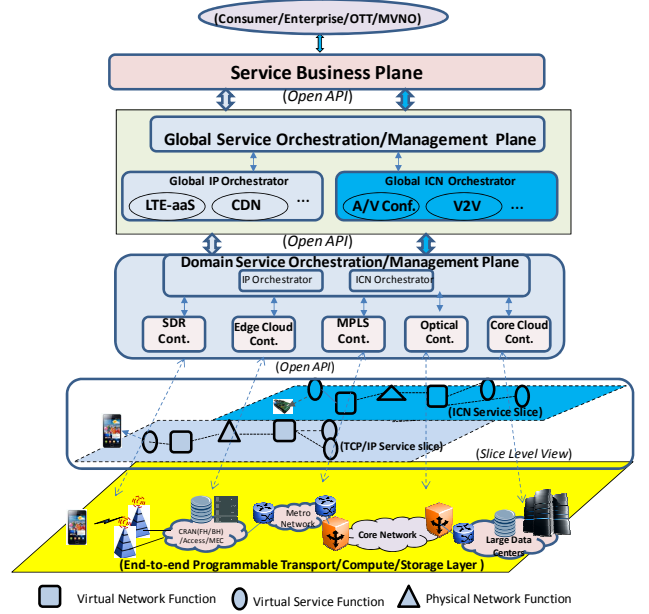 (Consumer/Enterprise/OTT/MVNO)
Service Business Plane
(Open API)
Global Service Orchestration/Management Plane
Global IP Orchestrator
Global ICN Orchestrator
LTE-aaS
CDN
...
A/V Conf.
V2V
...
(Open API)
Domain Service Orchestration/Management Plane
IP Orchestrator
ICN Orchestrator
SDR
Cont.
Edge Cloud
Cont.
MPLS
Cont.
Optical
Cont.
Core Cloud
Cont.
(Open API)
(ICN Service Slice)
(TCP/IP Service slice)
(Slice Level View)
CRAN(FH/BH)
/Access/MEC
Metro
Network
Core Network
Large Data
Centers
(End-to-end Programmable Transport/Compute/Storage Layer )
Virtual Network Function
Virtual Service Function
Physical Network Function